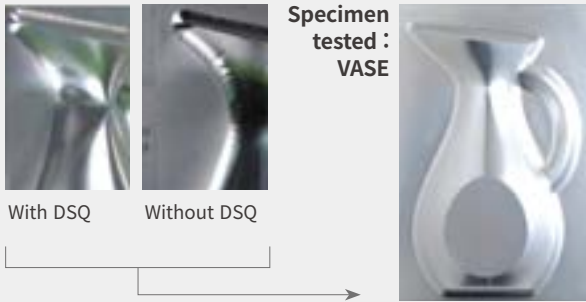 Specimen
tested :
VASE
With DSQ
Without DSQ